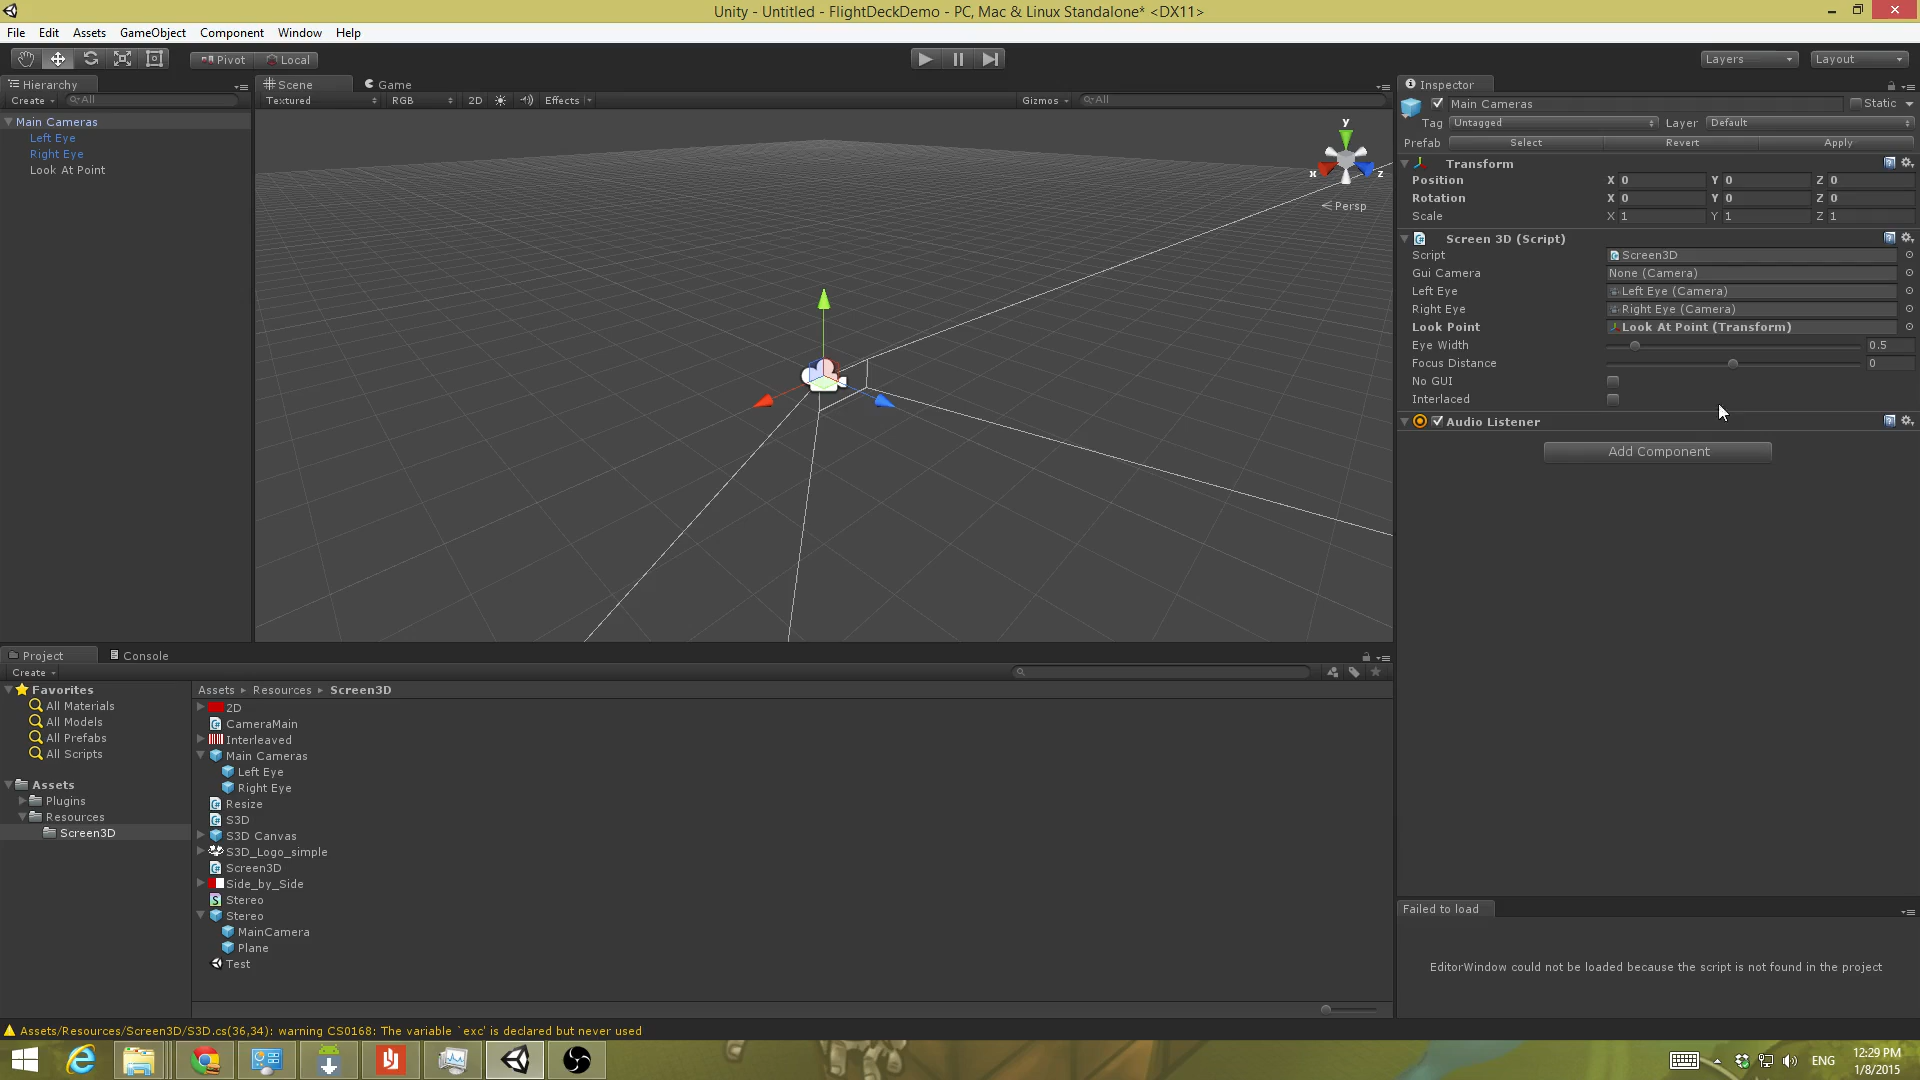 Unity - Untitled - FlightDeckDemo - PC, Mac & Linux Standalone* <DX11>
File Edit Assets GameObject Component Window Help
Pivot Local Layers Layout
Hierarchy
Create All
Main Cameras
Left Eye
Right Eye
Look At Point
Scene Game
Textured RGB 2D Effects Gizmos All
y
x
z
Persp
Inspector
Main Cameras Static
Tag Untagged Layer Default
Prefab Select Revert Apply
Transform
Position X 0 Y 0 Z 0
Rotation X 0 Y 0 Z 0
Scale X 1 Y 1 Z 1
Screen 3D (Script)
Script Screen3D
Gui Camera None (Camera)
Left Eye Left Eye (Camera)
Right Eye Right Eye (Camera)
Look Point Look At Point (Transform)
Eye Width 0.5
Focus Distance 0
No GUI
Interlaced
Audio Listener
Add Component
Project Console
Create
Favorites
All Materials
All Models
All Prefabs
All Scripts
Assets
Plugins
Resources
Screen3D
Assets Resources Screen3D
2D
CameraMain
Interleaved
Main Cameras
Left Eye
Right Eye
Resize
S3D
S3D Canvas
S3D_Logo_simple
Screen3D
Side_by_Side
Stereo
Stereo
MainCamera
Plane
Test
Failed to load
EditorWindow could not be loaded because the script is not found in the project
Assets/Resources/Screen3D/S3D.cs(36,34): warning CS0168: The variable `exc' is declared but never used
ENG
12:29 PM
1/8/2015